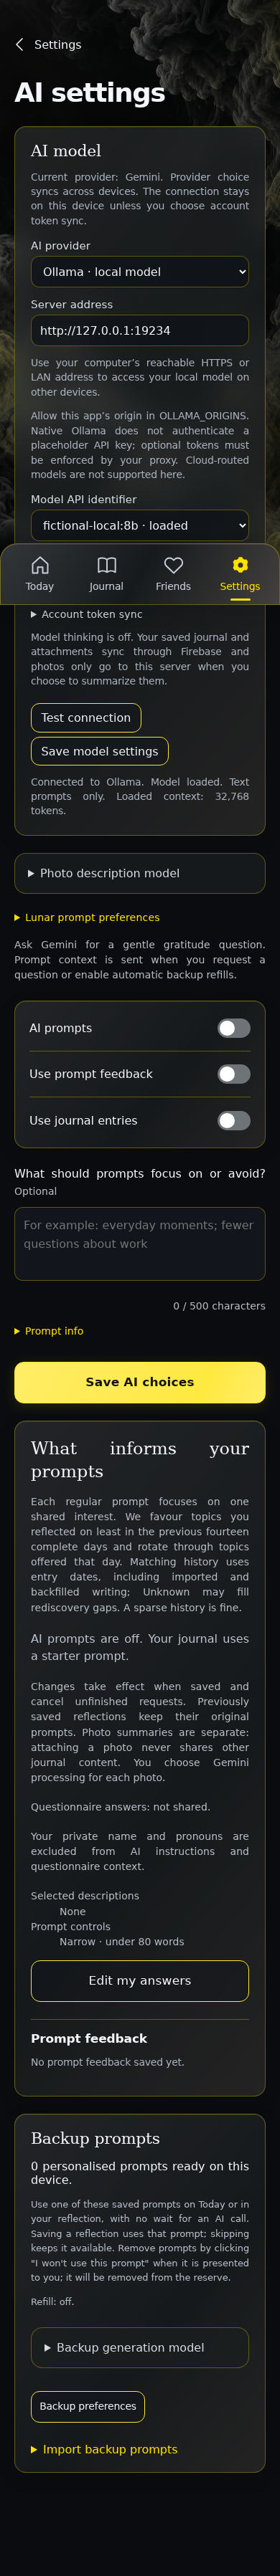 Settings
AI settings
AI model
Current provider: Gemini. Provider choice
syncs across devices. The connection stays
on this device unless you choose account
token sync.
AI provider
Ollama · local model
Server address
http://127.0.0.1:19234
Use your computer's reachable HTTPS or
LAN address to access your local model on
other devices.
Allow this app's origin in OLLAMA_ORIGINS.
Native Ollama does not authenticate a
placeholder API key; optional tokens must
be enforced by your proxy. Cloud-routed
models are not supported here.
Model API identifier
fictional-local:8b · loaded
Today Journal Friends Settings
▶ Account token sync
Model thinking is off. Your saved journal and
attachments sync through Firebase and
photos only go to this server when you
choose to summarize them.
Test connection
Save model settings
Connected to Ollama. Model loaded. Text
prompts only. Loaded context: 32,768
tokens.
▶ Photo description model
▶ Lunar prompt preferences
Ask Gemini for a gentle gratitude question.
Prompt context is sent when you request a
question or enable automatic backup refills.
AI prompts
Use prompt feedback
Use journal entries
What should prompts focus on or avoid?
Optional
For example: everyday moments; fewer
questions about work
0 / 500 characters
▶ Prompt info
Save AI choices
What informs your
prompts
Each regular prompt focuses on one
shared interest. We favour topics you
reflected on least in the previous fourteen
complete days and rotate through topics
offered that day. Matching history uses
entry dates, including imported and
backfilled writing; Unknown may fill
rediscovery gaps. A sparse history is fine.
AI prompts are off. Your journal uses
a starter prompt.
Changes take effect when saved and
cancel unfinished requests. Previously
saved reflections keep their original
prompts. Photo summaries are separate:
attaching a photo never shares other
journal content. You choose Gemini
processing for each photo.
Questionnaire answers: not shared.
Your private name and pronouns are
excluded from AI instructions and
questionnaire context.
Selected descriptions
None
Prompt controls
Narrow · under 80 words
Edit my answers
Prompt feedback
No prompt feedback saved yet.
Backup prompts
0 personalised prompts ready on this
device.
Use one of these saved prompts on Today or in
your reflection, with no wait for an AI call.
Saving a reflection uses that prompt; skipping
keeps it available. Remove prompts by clicking
"I won't use this prompt" when it is presented
to you; it will be removed from the reserve.
Refill: off.
▶ Backup generation model
Backup preferences
▶ Import backup prompts